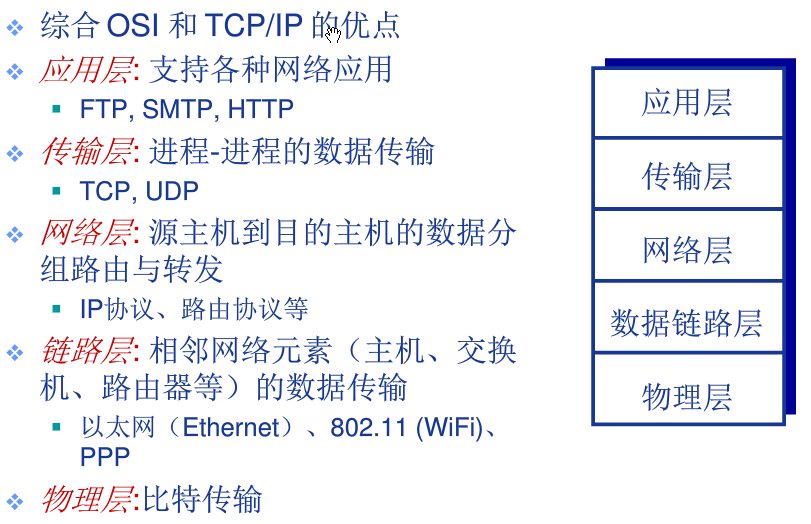 综合 OSI 和 TCP/IP 的优点
应用层: 支持各种网络应用
FTP, SMTP, HTTP
传输层: 进程-进程的数据传输
TCP, UDP
网络层: 源主机到目的主机的数据分
组路由与转发
IP协议、路由协议等
链路层: 相邻网络元素（主机、交换
机、路由器等）的数据传输
以太网（Ethernet）、802.11 (WiFi)、
PPP
物理层:比特传输
应用层
传输层
网络层
数据链路层
物理层